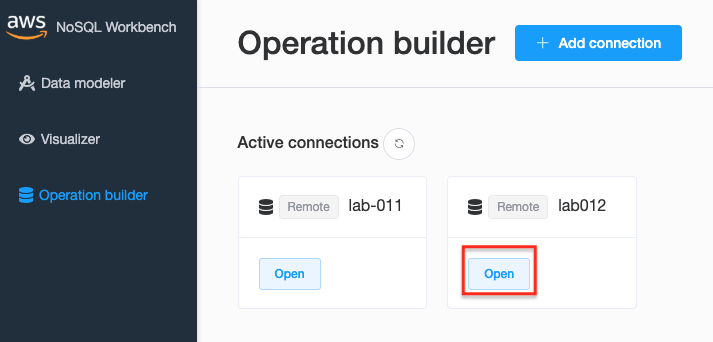 aws NoSQL Workbench
Data modeler
Visualizer
Operation builder
Operation builder
+ Add connection
Active connections
Remote lab-011
Open
Remote lab012
Open